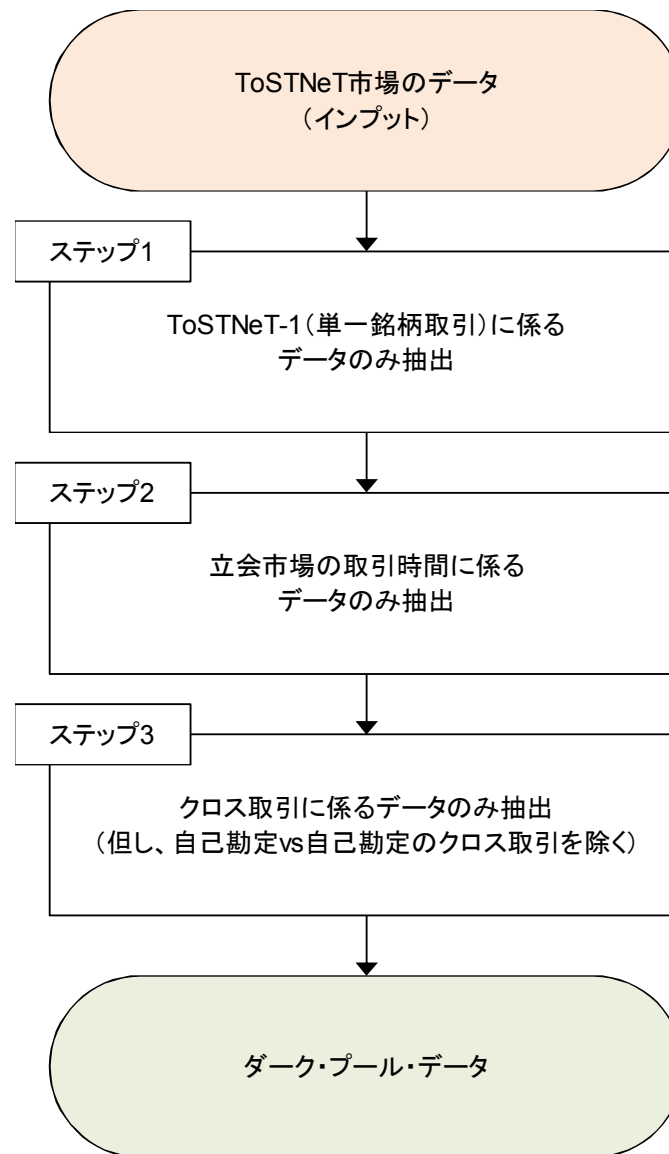 ToSTNeT市場のデータ
（インプット）
ステップ1
ToSTNeT-1（単一銘柄取引）に係る
データのみ抽出
ステップ2
立会市場の取引時間に係る
データのみ抽出
ステップ3
クロス取引に係るデータのみ抽出
（但し、自己勘定vs自己勘定のクロス取引を除く）
ダーク・プール・データ